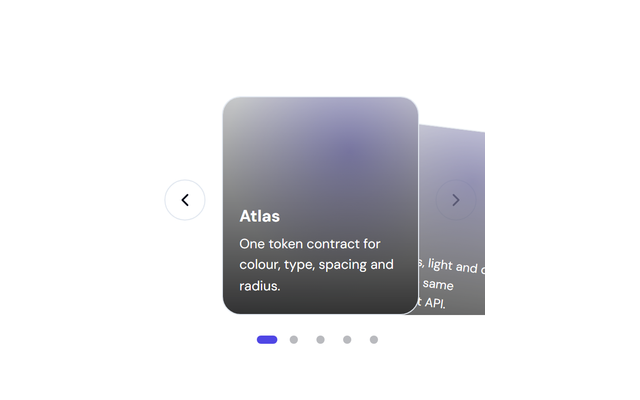 Atlas
One token contract for
colour, type, spacing and
radius.
light and
same
API.